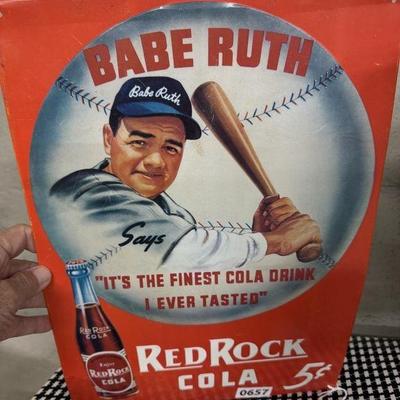 BABE RUTH
Babe Ruth
Says
"IT'S THE FINEST COLA DRINK
I EVER TASTED"
RED ROCK
COLA
Enjoy
RED ROCK
COLA
RED ROCK
COLA 5¢
0657